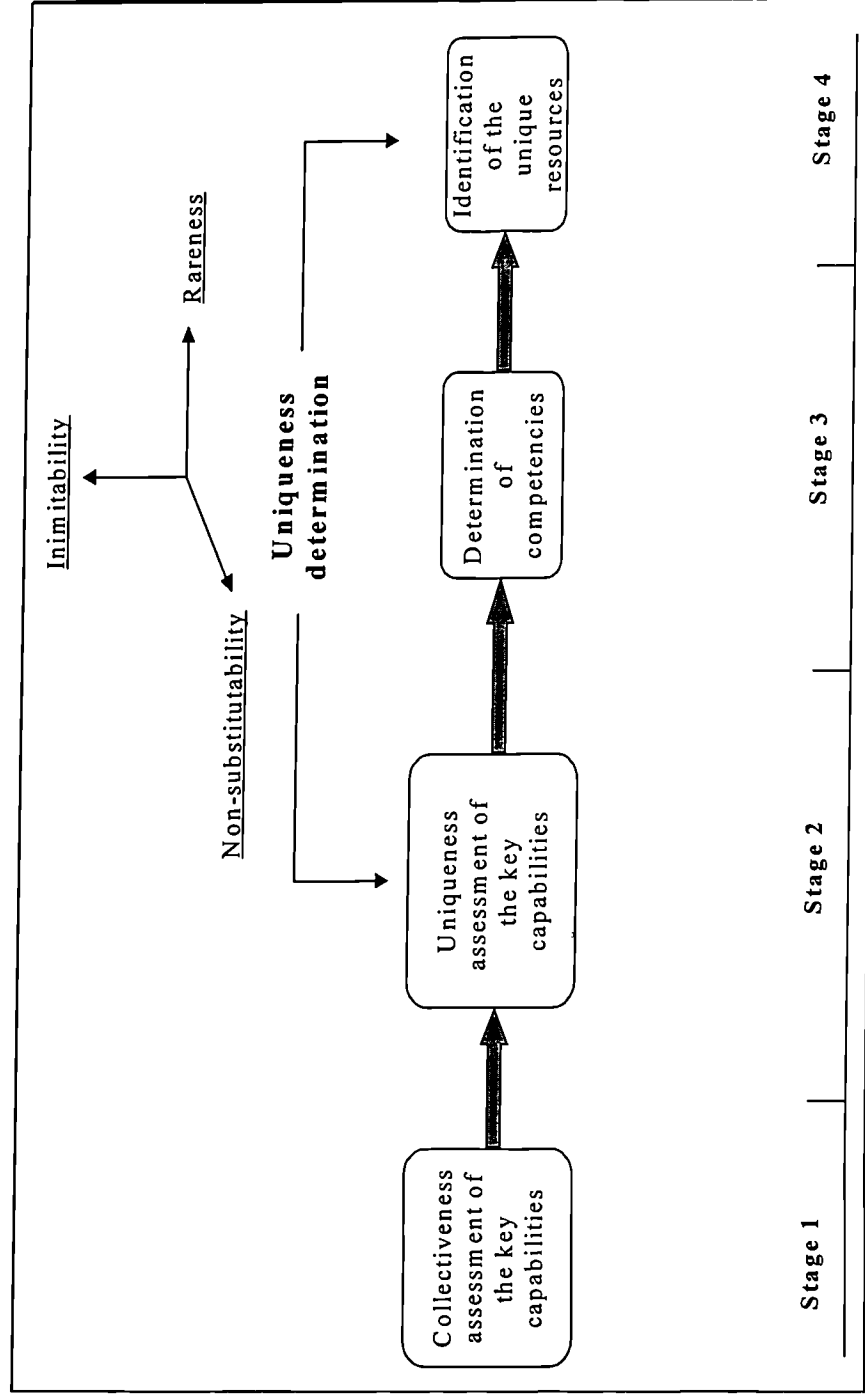 Inimitability
Rareness
Non-substitutability
Uniqueness
determination
Collectiveness
assessment of
the key
capabilities
Uniqueness
assessment of
the key
capabilities
Determination
of
competencies
Identification
of the
unique
resources
Stage 1
Stage 2
Stage 3
Stage 4